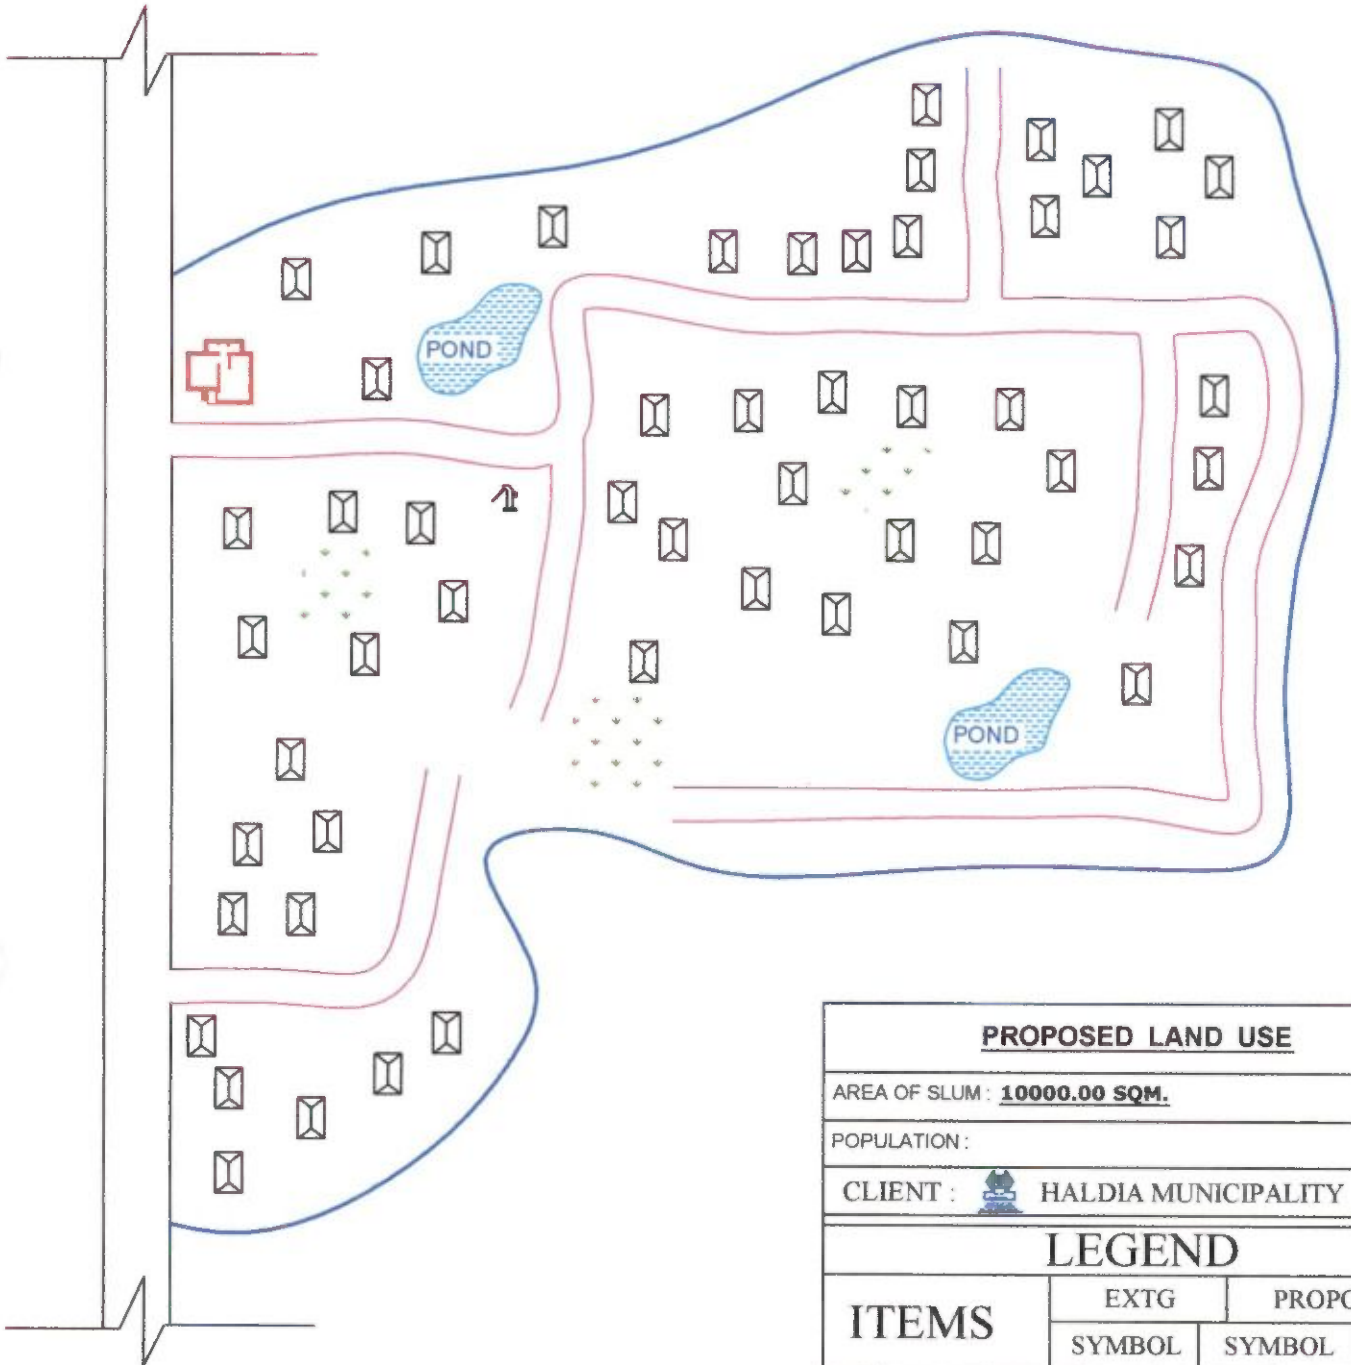 POND
POND
PROPOSED LAND USE
AREA OF SLUM : 10000.00 SQM.
POPULATION :
CLIENT : HALDIA MUNICIPALITY
LEGEND
ITEMS
EXTG PROPO
SYMBOL SYMBOL